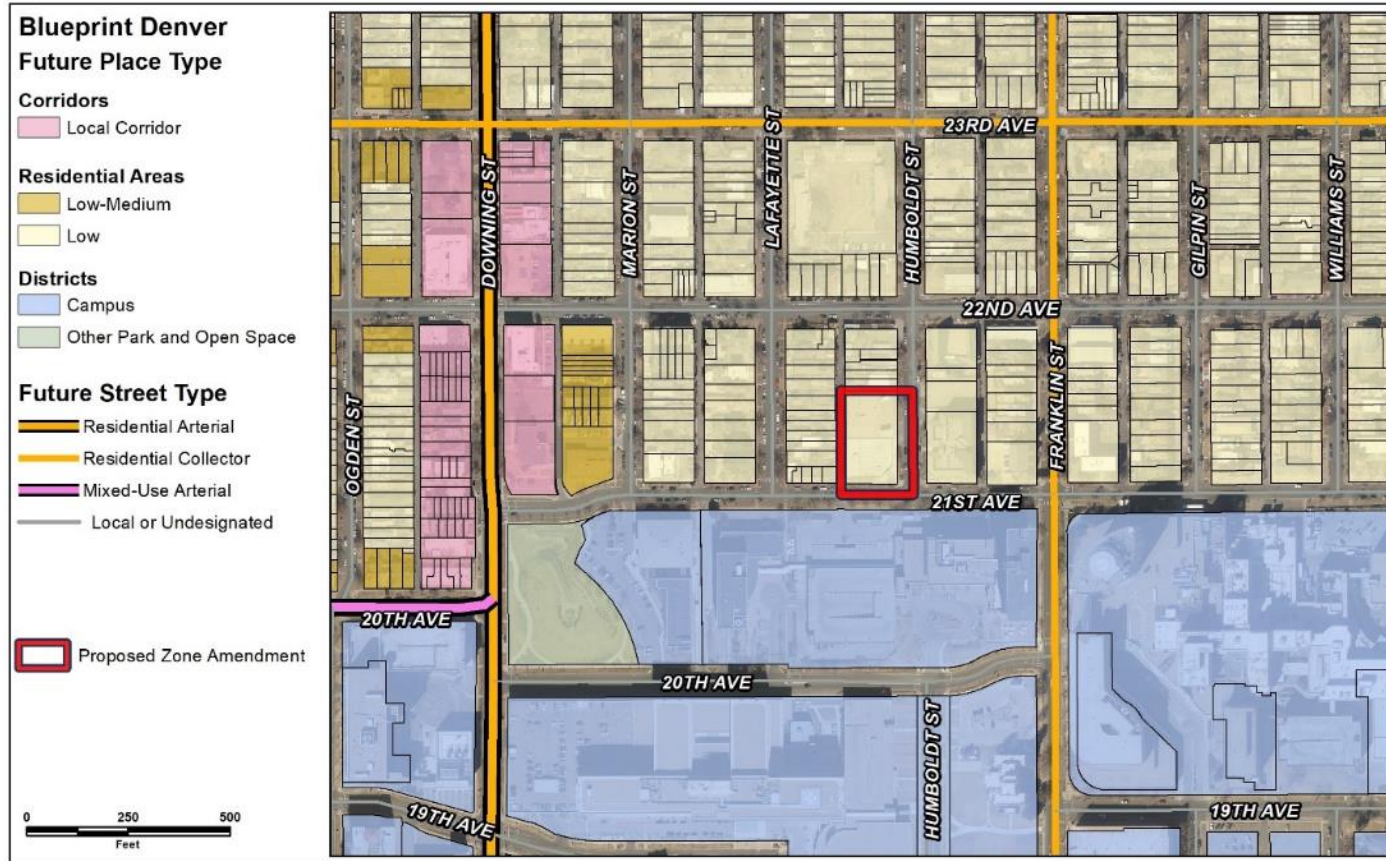 Blueprint Denver
Future Place Type
Corridors
Local Corridor
Residential Areas
Low-Medium
Low
Districts
Campus
Other Park and Open Space
Future Street Type
Residential Arterial
Residential Collector
Mixed-Use Arterial
Local or Undesignated
Proposed Zone Amendment
0 250 500
Feet
23RD AVE
DOWNING ST
MARION ST
LAFAYETTE ST
HUMBOLDT ST
GILPIN ST
WILLIAMS ST
22ND AVE
OGDEN ST
FRANKLIN ST
21ST AVE
20TH AVE
20TH AVE
HUMBOLDT ST
19TH AVE
19TH AVE